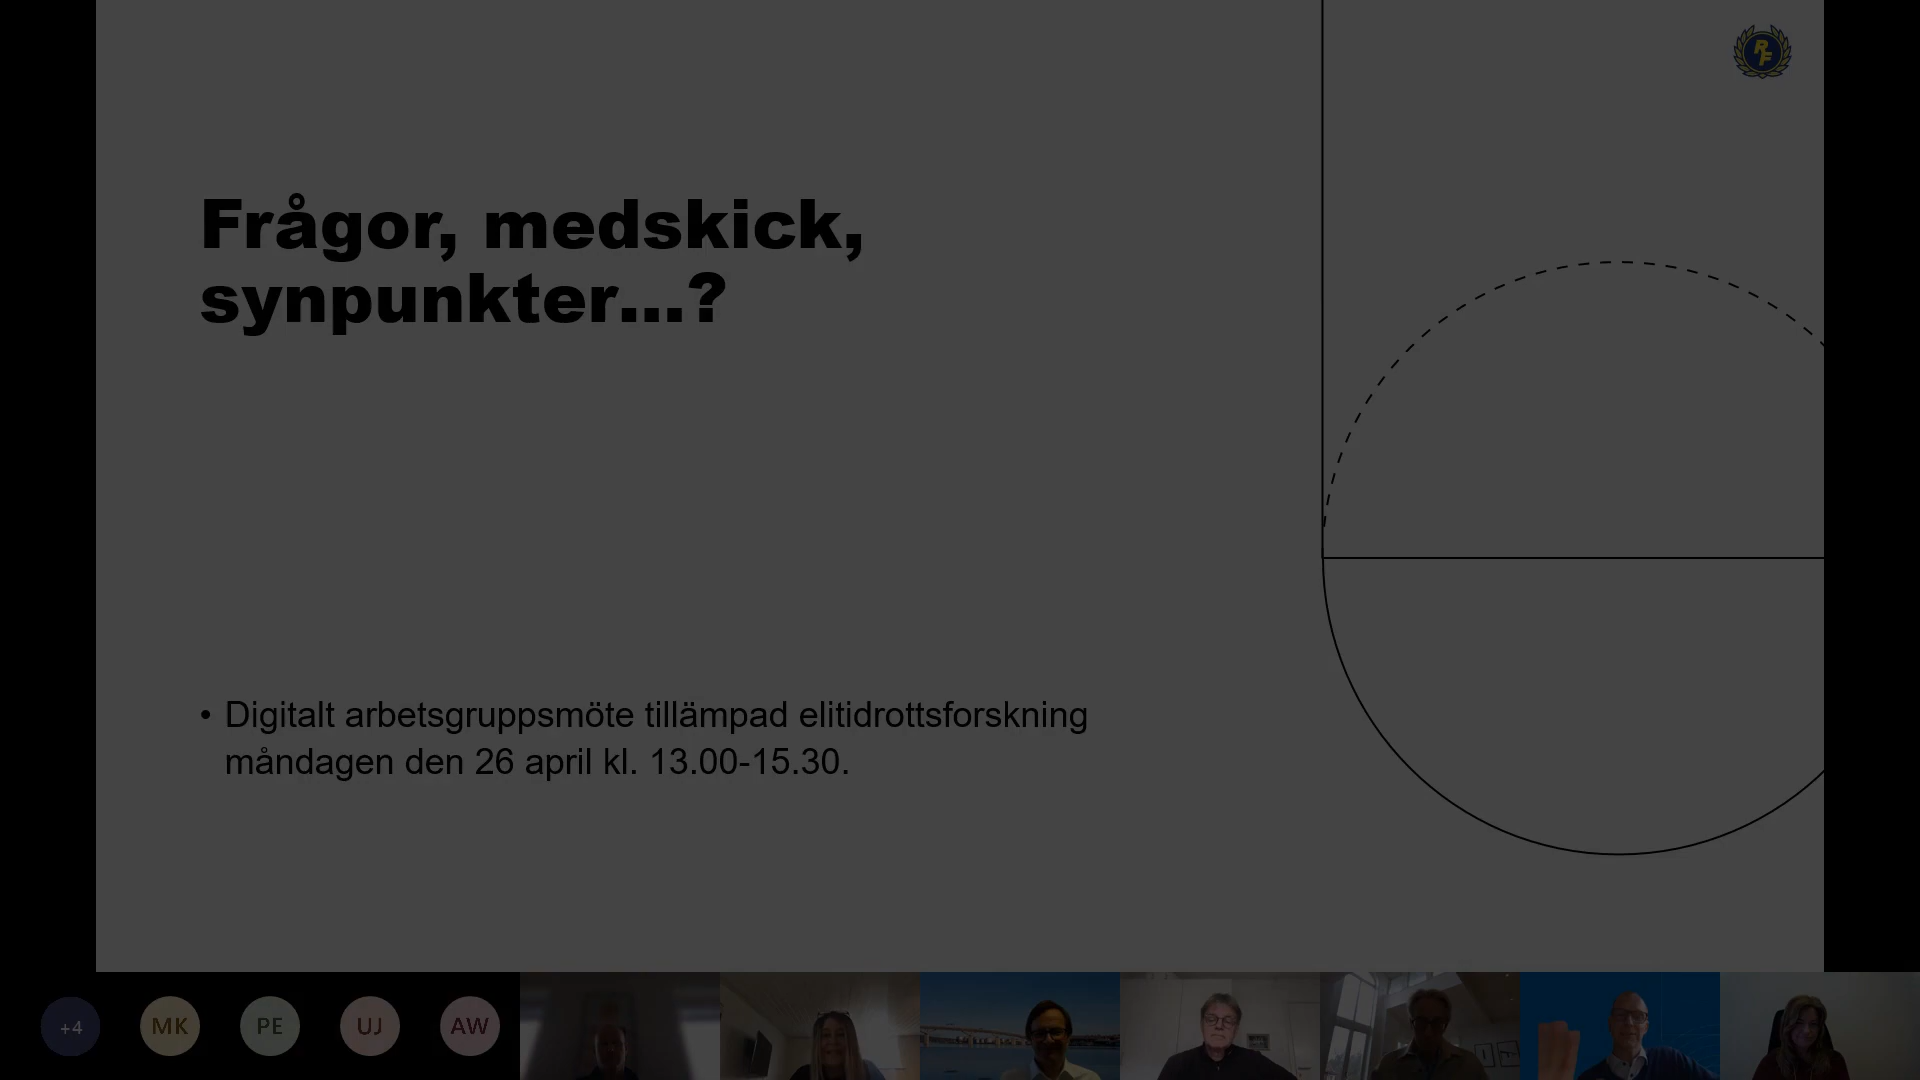 RF
Frågor, medskick,
synpunkter...?
• Digitalt arbetsgruppsmöte tillämpad elitidrottsforskning
måndagen den 26 april kl. 13.00-15.30.
+4
MK
PE
UJ
AW